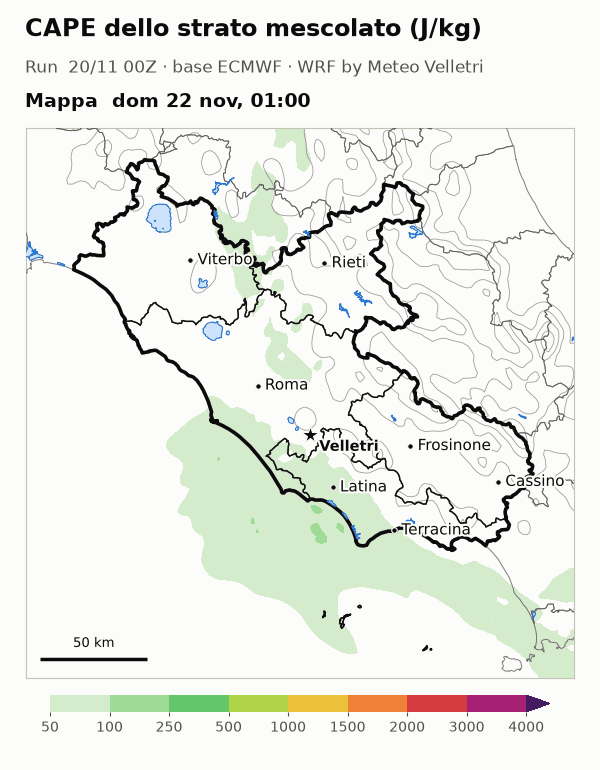 CAPE dello strato mescolato (J/kg)
Run 20/11 00Z · base ECMWF · WRF by Meteo Velletri
Mappa dom 22 nov, 01:00
Viterbo
Rieti
Roma
Velletri
Frosinone
Cassino
Latina
Terracina
50 km
50 100 250 500 1000 1500 2000 3000 4000